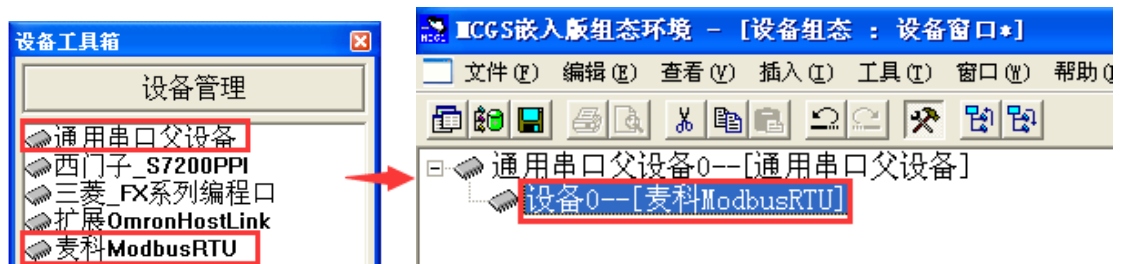 设备工具箱
设备管理
通用串口父设备
西门子_S7200PPI
三菱_FX系列编程口
扩展OmronHostLink
麦科ModbusRTU
MCGS嵌入版组态环境 - [设备组态 : 设备窗口*]
文件(F) 编辑(E) 查看(V) 插入(I) 工具(T) 窗口(W) 帮助(
通用串口父设备0--[通用串口父设备]
设备0--[麦科ModbusRTU]